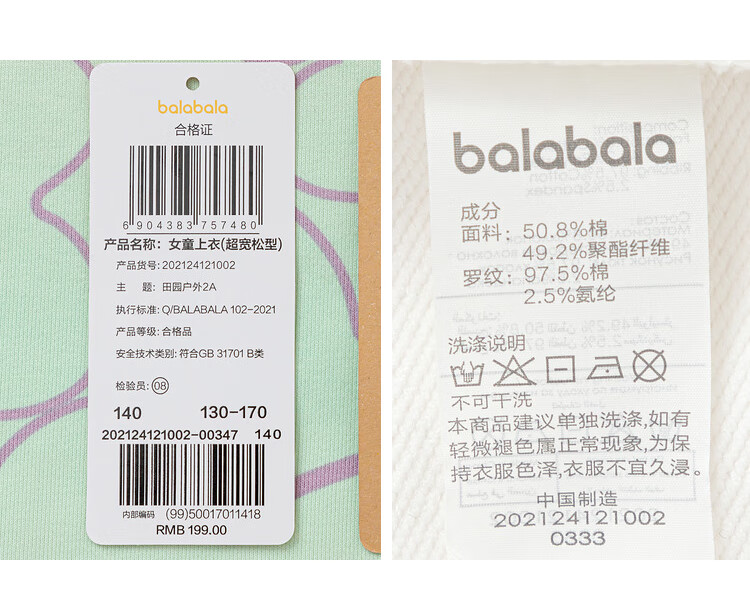 balabala
合格证
6 904383 757480
产品名称: 女童上衣(超宽松型)
产品货号: 202124121002
主 题: 田园户外2A
执行标准: Q/BALABALA 102-2021
产品等级: 合格品
安全技术类别: 符合GB 31701 B类
检验员: 08
140 130-170
202124121002-00347 140
内部编码 (99)50017011418
RMB 199.00
balabala
成分
面料: 50.8%棉
49.2%聚酯纤维
罗纹: 97.5%棉
2.5%氨纶
洗涤说明
不可干洗
本商品建议单独洗涤,如有
轻微褪色属正常现象,为保
持衣服色泽,衣服不宜久浸。
中国制造
202124121002
0333